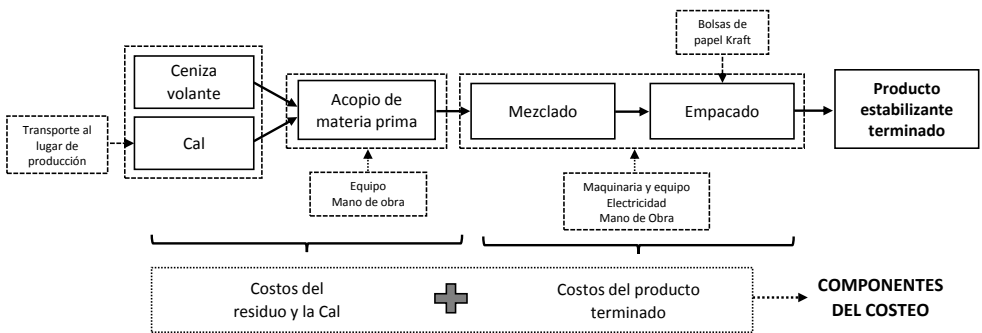 Bolsas de
papel Kraft
Ceniza
volante
Cal
Transporte al
lugar de
producción
Acopio de
materia prima
Mezclado
Empacado
Producto
estabilizante
terminado
Equipo
Mano de obra
Maquinaria y equipo
Electricidad
Mano de Obra
Costos del
residuo y la Cal
Costos del producto
terminado
COMPONENTES
DEL COSTEO